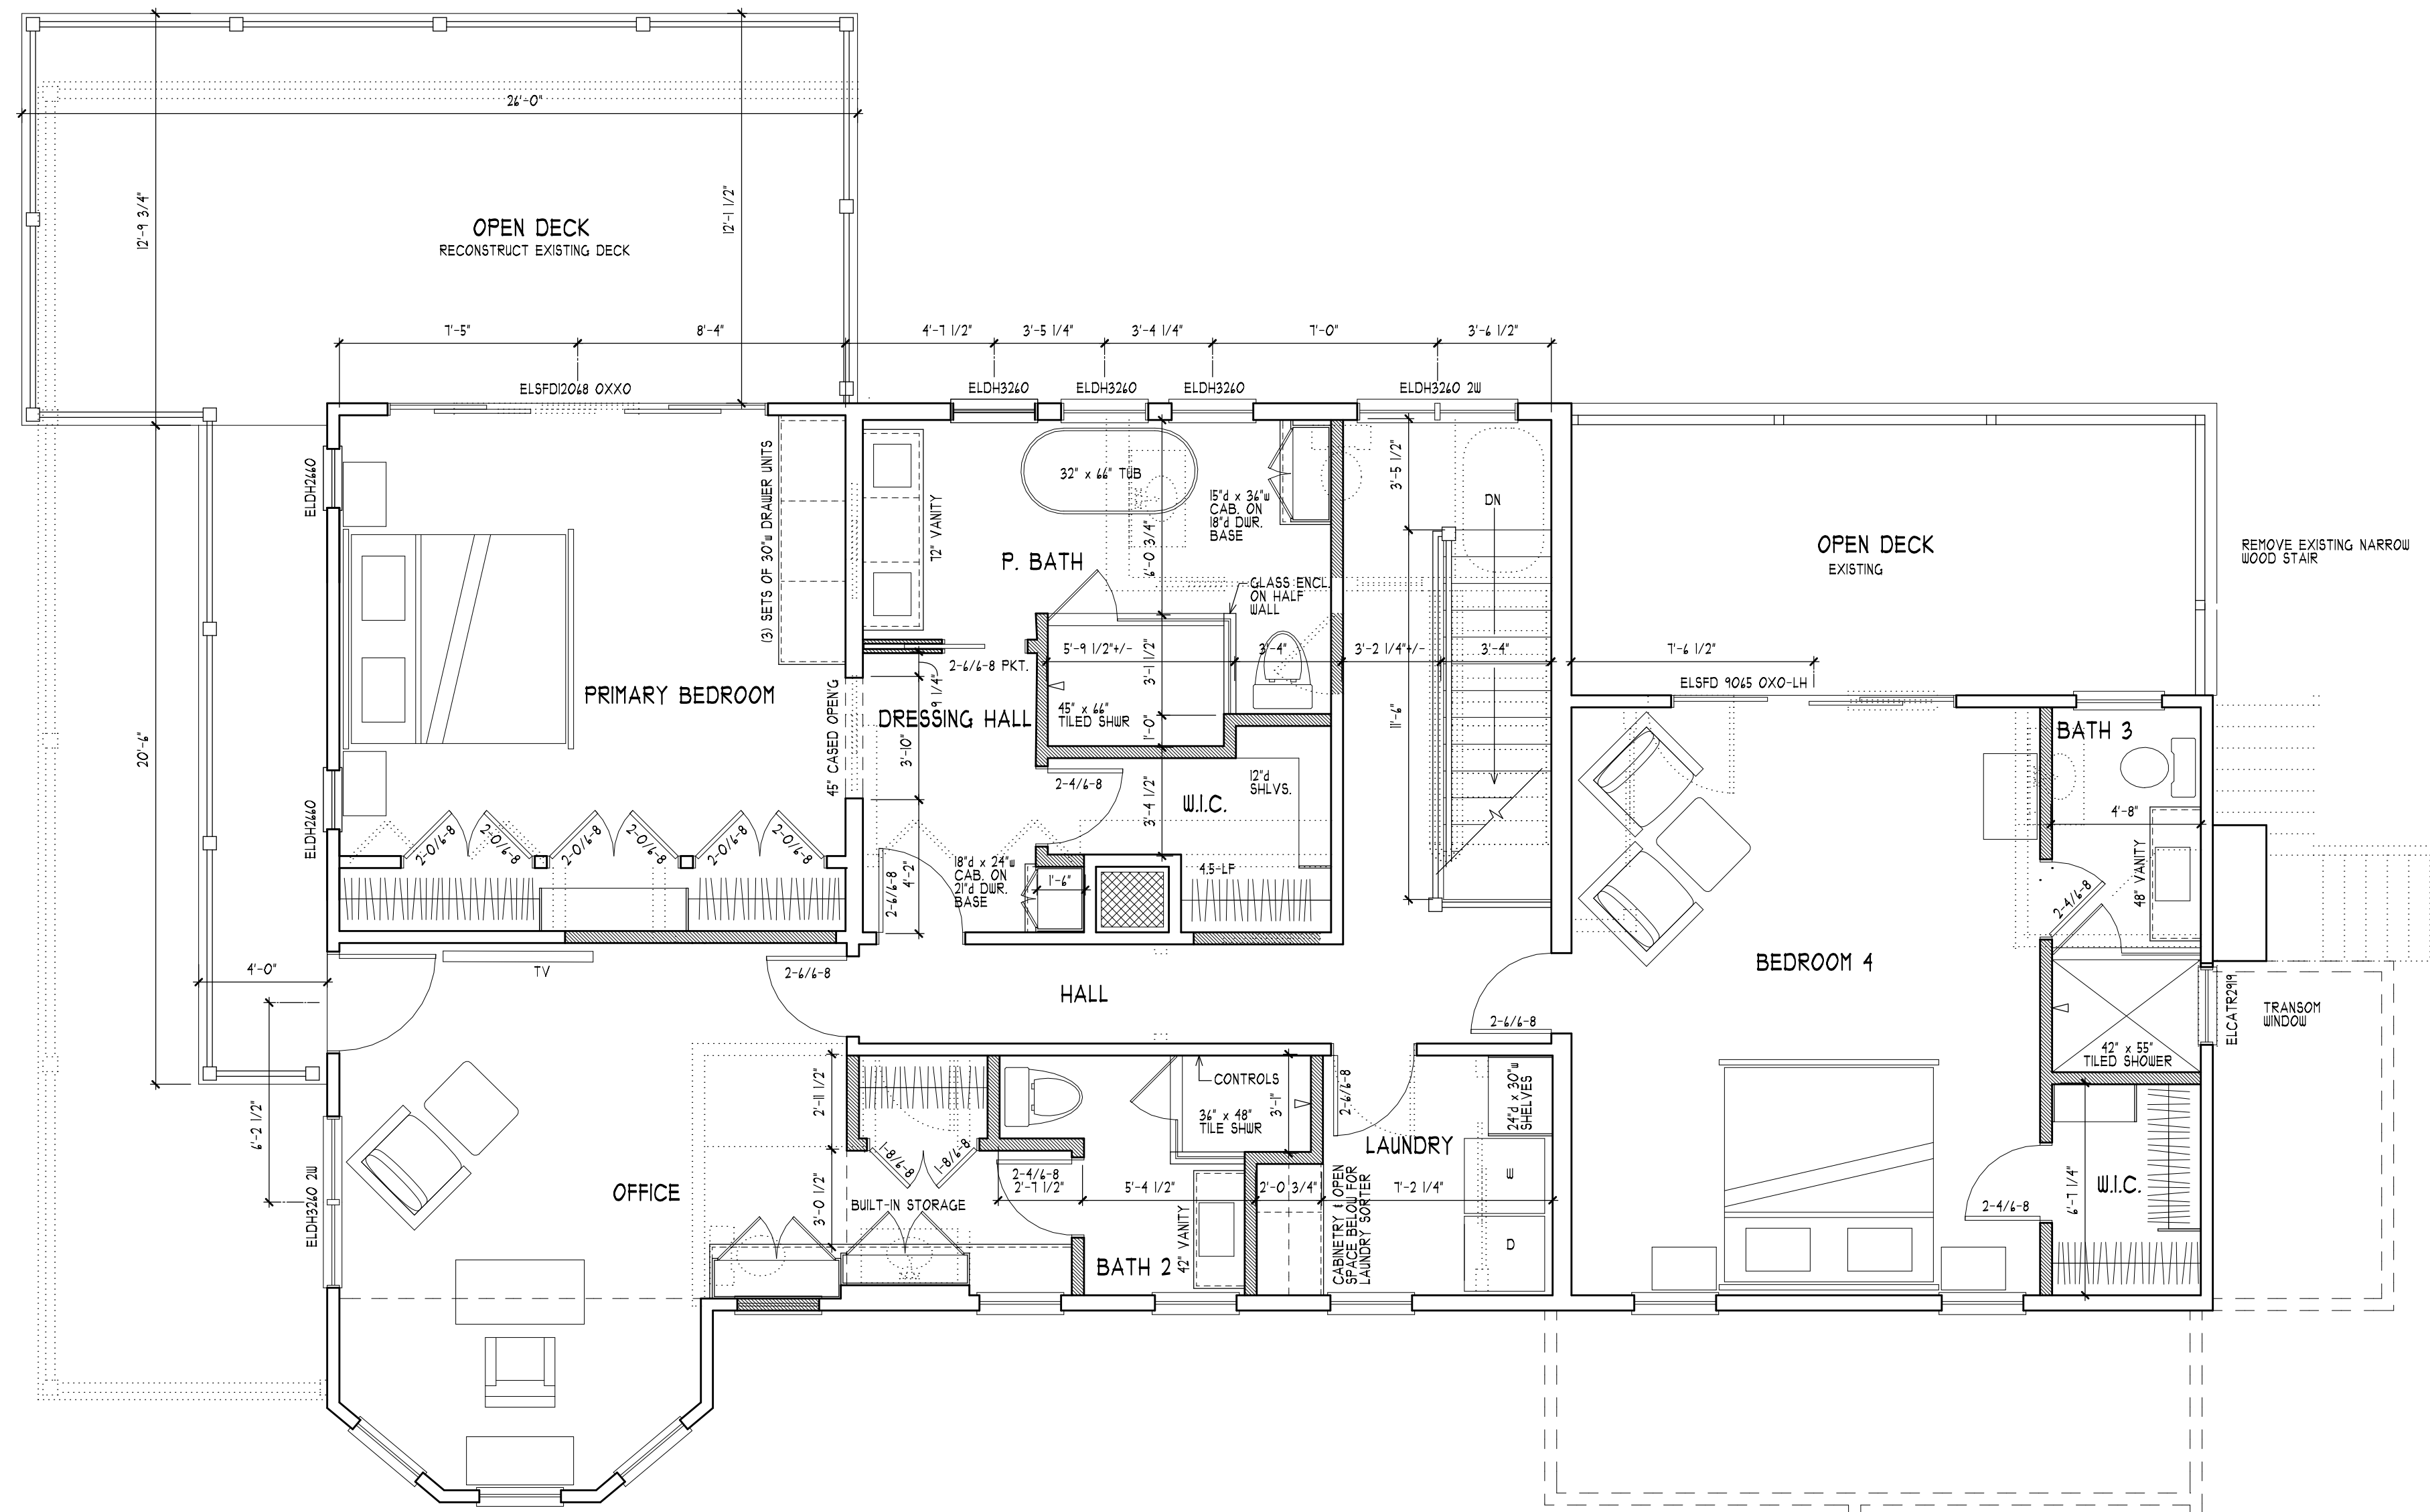 26'-0"
12'-9 3/4"
12'-1 1/2"
OPEN DECK
RECONSTRUCT EXISTING DECK
7'-5"
8'-4"
4'-7 1/2"
3'-5 1/4"
3'-4 1/4"
7'-0"
3'-6 1/2"
ELSFD12068 OXXO
ELDH3260
ELDH3260
ELDH3260
ELDH3260 2W
ELDH2660
(3) SETS OF 30"w DRAWER UNITS
72" VANITY
32" x 66" TUB
15"d x 36"w
CAB. ON
18"d DWR.
BASE
3'-5 1/2"
DN
OPEN DECK
EXISTING
REMOVE EXISTING NARROW
WOOD STAIR
P. BATH
6'-0 3/4"
GLASS ENCL.
ON HALF
WALL
5'-9 1/2"+/-
3'-4"
3'-2 1/4"+/-
3'-4"
7'-6 1/2"
2-6/6-8 PKT.
9 1/4"
3'-1 1/2"
ELSFD 9065 OXO-LH
PRIMARY BEDROOM
45" CASED OPEN'G
DRESSING HALL
45" x 66"
TILED SHWR
1'-0"
11'-6"
BATH 3
20'-6"
3'-10"
2-4/6-8
12"d
SHLVS.
W.I.C.
3'-4 1/2"
4'-8"
ELDH2660
2-0/6-8
2-0/6-8
2-0/6-8
2-0/6-8
2-0/6-8
2-0/6-8
2-6/6-8
4'-2"
18"d x 24"w
CAB. ON
21"d DWR.
BASE
1'-6"
4.5-LF
48" VANITY
2-4/6-8
4'-0"
TV
2-6/6-8
HALL
2-6/6-8
BEDROOM 4
ELCATR2919
TRANSOM
WINDOW
42" x 55"
TILED SHOWER
6'-2 1/2"
2'-11 1/2"
CONTROLS
36" x 48"
TILE SHWR
3'-1"
2-6/6-8
24"d x 30"w
SHELVES
LAUNDRY
1-8/6-8
1-8/6-8
2-4/6-8
2'-7 1/2"
5'-4 1/2"
2'-0 3/4"
7'-2 1/4"
W
D
OFFICE
3'-0 1/2"
BUILT-IN STORAGE
ELDH3260 2W
BATH 2
42" VANITY
CABINETRY & OPEN
SPACE BELOW FOR
LAUNDRY SORTER
2-4/6-8
6'-7 1/4"
W.I.C.